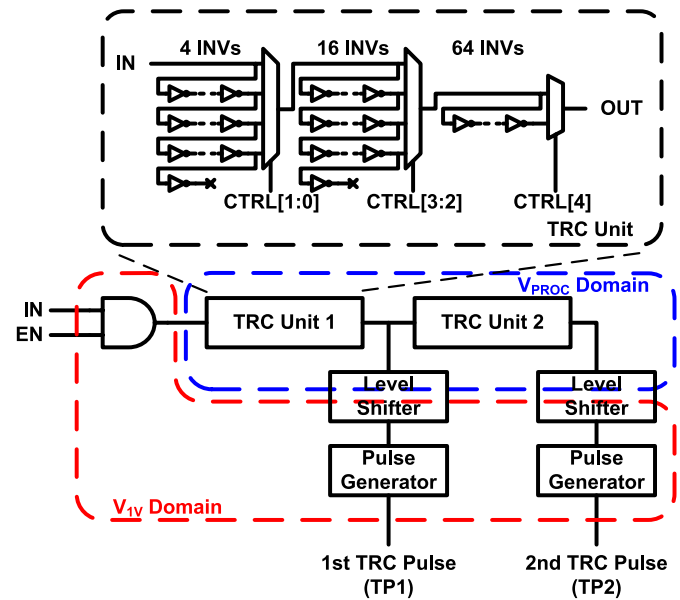 4 INVs 16 INVs 64 INVs
IN
OUT
CTRL[1:0] CTRL[3:2] CTRL[4]
TRC Unit
VPROC Domain
IN
EN
TRC Unit 1 TRC Unit 2
Level Shifter
Level Shifter
Pulse Generator
Pulse Generator
V1V Domain
1st TRC Pulse (TP1)
2nd TRC Pulse (TP2)